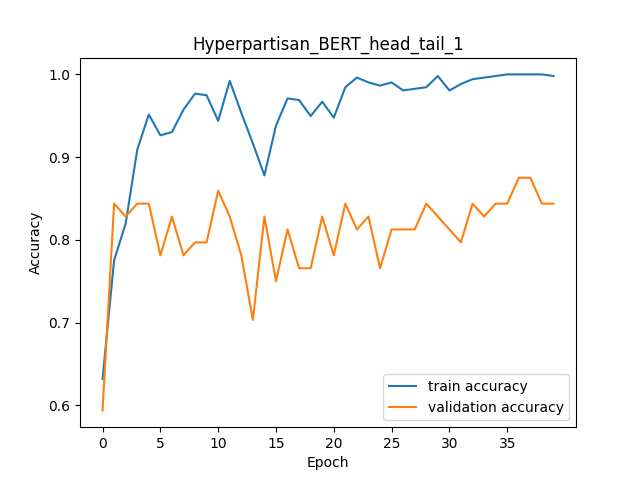 Hyperpartisan_BERT_head_tail_1
1.0
0.9
0.8
0.7
0.6
Accuracy
train accuracy
validation accuracy
0 5 10 15 20 25 30 35
Epoch